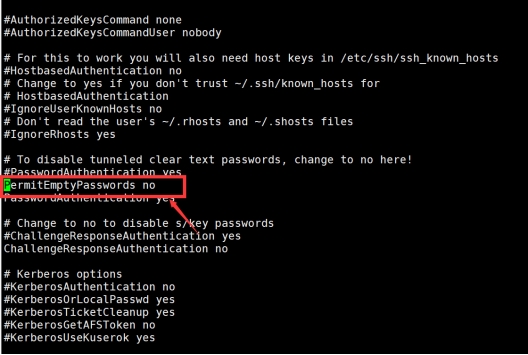 #AuthorizedKeysCommand none
#AuthorizedKeysCommandUser nobody
# For this to work you will also need host keys in /etc/ssh/ssh_known_hosts
#HostbasedAuthentication no
# Change to yes if you don't trust ~/.ssh/known_hosts for
# HostbasedAuthentication
#IgnoreUserKnownHosts no
# Don't read the user's ~/.rhosts and ~/.shosts files
#IgnoreRhosts yes
# To disable tunneled clear text passwords, change to no here!
#PasswordAuthentication yes
PermitEmptyPasswords no
PasswordAuthentication yes
# Change to no to disable s/key passwords
#ChallengeResponseAuthentication yes
ChallengeResponseAuthentication no
# Kerberos options
#KerberosAuthentication no
#KerberosOrLocalPasswd yes
#KerberosTicketCleanup yes
#KerberosGetAFSToken no
#KerberosUseKuserok yes